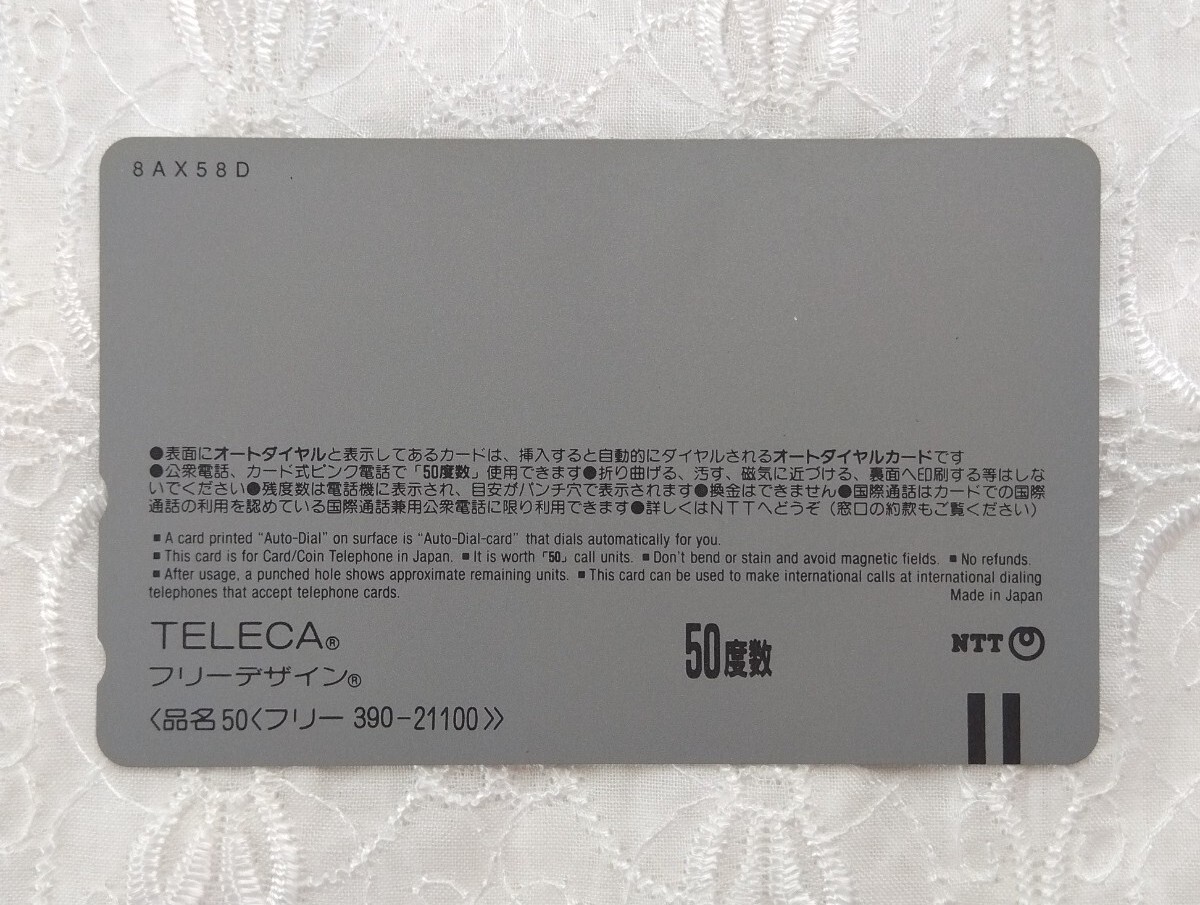 8AX58D
●表面にオートダイヤルと表示してあるカードは、挿入すると自動的にダイヤルされるオートダイヤルカードです
●公衆電話、カード式ピンク電話で「50度数」使用できます●折り曲げる、汚す、磁気に近づける、裏面へ印刷する等はしな
いでください●残度数は電話機に表示され、目安がパンチ穴で表示されます●換金はできません●国際通話はカードでの国際
通話の利用を認めている国際通話兼用公衆電話に限り利用できます●詳しくはNTTへどうぞ(窓口の約款もご覧ください)
■ A card printed "Auto-Dial" on surface is "Auto-Dial-card" that dials automatically for you.
■ This card is for Card/Coin Telephone in Japan. ■ It is worth「50」call units. ■ Don't bend or stain and avoid magnetic fields. ■ No refunds.
■ After usage, a punched hole shows approximate remaining units. ■ This card can be used to make international calls at international dialing
telephones that accept telephone cards.
Made in Japan
TELECA®
フリーデザイン®
50度数
NTT
〈品名50〈フリー 390-21100》